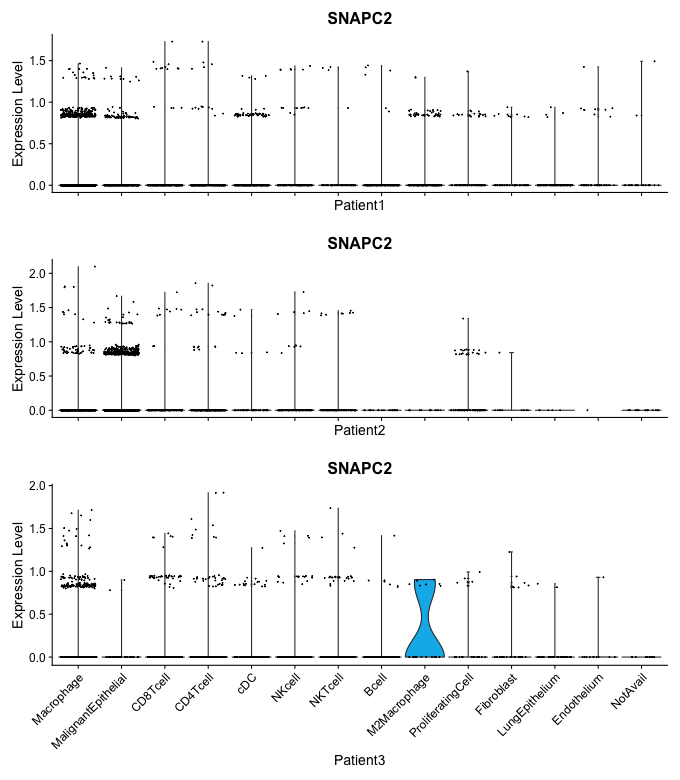 SNAPC2
Expression Level
1.5
1.0
0.5
0.0
Patient1
SNAPC2
Expression Level
2.0
1.5
1.0
0.5
0.0
Patient2
SNAPC2
Expression Level
2.0
1.5
1.0
0.5
0.0
Macrophage
MalignantEpithelial
CD8Tcell
CD4Tcell
cDC
NKcell
NKTcell
Bcell
M2Macrophage
ProliferatingCell
Fibroblast
LungEpithelium
Endothelium
NotAvail
Patient3